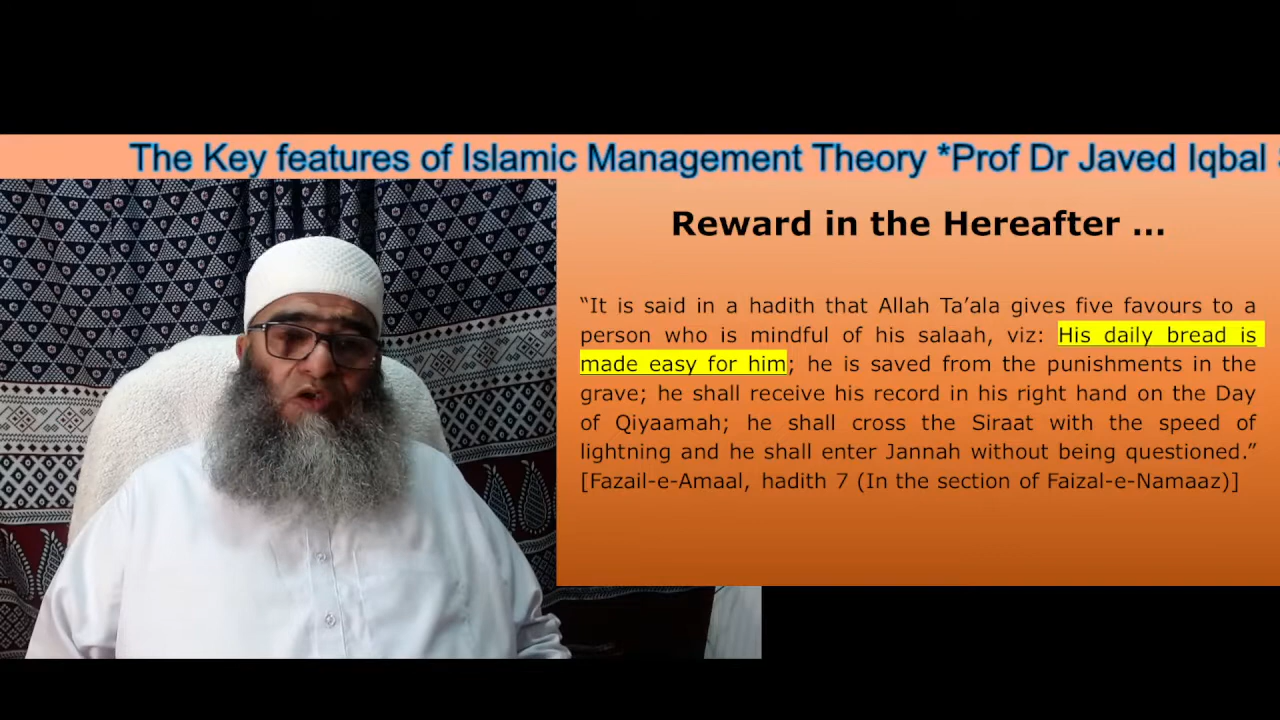 The Key features of Islamic Management Theory *Prof Dr Javed Iqbal
Reward in the Hereafter ...
“It is said in a hadith that Allah Ta’ala gives five favours to a
person who is mindful of his salaah, viz: His daily bread is
made easy for him; he is saved from the punishments in the
grave; he shall receive his record in his right hand on the Day
of Qiyaamah; he shall cross the Siraat with the speed of
lightning and he shall enter Jannah without being questioned.”
[Fazail-e-Amaal, hadith 7 (In the section of Faizal-e-Namaaz)]